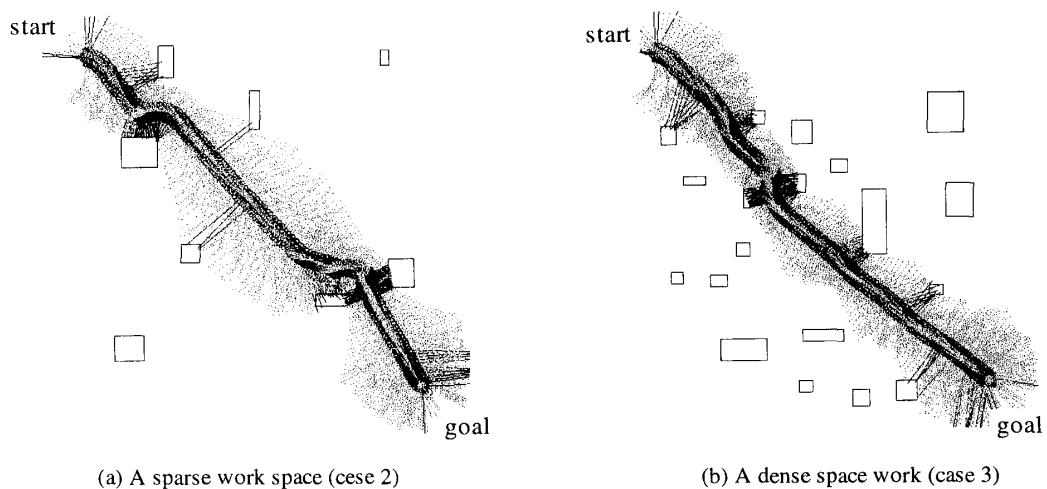 start
goal
(a) A sparse work space (cese 2)
start
goal
(b) A dense space work (case 3)